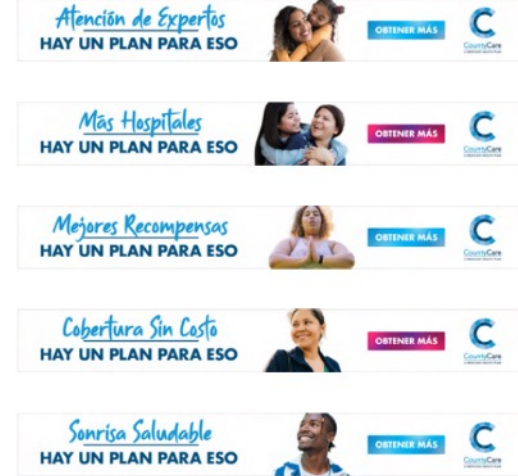 Atención de Expertos
HAY UN PLAN PARA ESO
OBTENER MÁS
CountyCare
Más Hospitales
HAY UN PLAN PARA ESO
OBTENER MÁS
CountyCare
Mejores Recompensas
HAY UN PLAN PARA ESO
OBTENER MÁS
CountyCare
Cobertura Sin Costo
HAY UN PLAN PARA ESO
OBTENER MÁS
CountyCare
Sonrisa Saludable
HAY UN PLAN PARA ESO
OBTENER MÁS
CountyCare